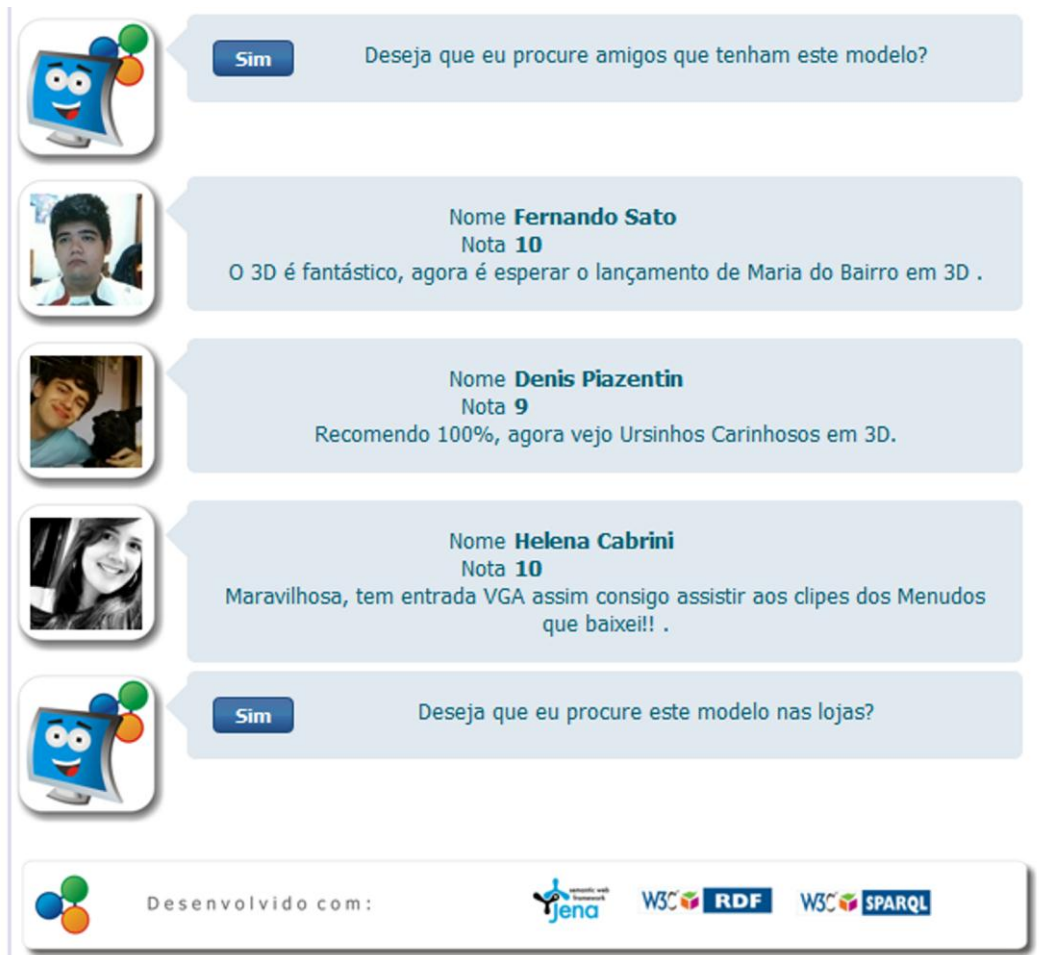 Sim
Deseja que eu procure amigos que tenham este modelo?
Nome Fernando Sato
Nota 10
O 3D é fantástico, agora é esperar o lançamento de Maria do Bairro em 3D .
Nome Denis Piazentin
Nota 9
Recomendo 100%, agora vejo Ursinhos Carinhosos em 3D.
Nome Helena Cabrini
Nota 10
Maravilhosa, tem entrada VGA assim consigo assistir aos clipes dos Menudos
que baixei!! .
Sim
Deseja que eu procure este modelo nas lojas?
Desenvolvido com:
semantic web
framework
jena
W3C RDF
W3C SPARQL